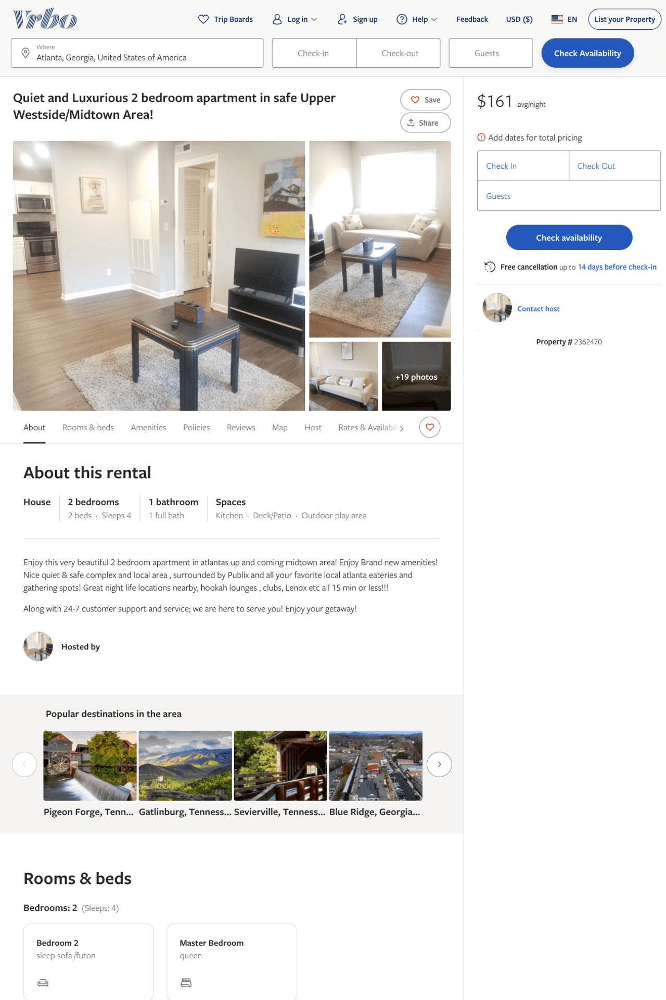 Vrbo
Trip Boards
Log in
Sign up
Help
Feedback
USD ($)
EN
List your Property
Where
Atlanta, Georgia, United States of America
Check-in
Check-out
Guests
Check Availability
Quiet and Luxurious 2 bedroom apartment in safe Upper
Westside/Midtown Area!
Save
Share
+19 photos
$161 avg/night
Add dates for total pricing
Check In
Check Out
Guests
Check availability
Free cancellation up to 14 days before check-in
Contact host
Property # 2362470
About
Rooms & beds
Amenities
Policies
Reviews
Map
Host
Rates & Availabili
About this rental
House
2 bedrooms
2 beds · Sleeps 4
1 bathroom
1 full bath
Spaces
Kitchen · Deck/Patio · Outdoor play area
Enjoy this very beautiful 2 bedroom apartment in atlantas up and coming midtown area! Enjoy Brand new amenities!
Nice quiet & safe complex and local area , surrounded by Publix and all your favorite local atlanta eateries and
gathering spots! Great night life locations nearby, hookah lounges , clubs, Lenox etc all 15 min or less!!!
Along with 24-7 customer support and service; we are here to serve you! Enjoy your getaway!
Hosted by
Popular destinations in the area
Pigeon Forge, Tenn...
Gatlinburg, Tenness...
Sevierville, Tenness...
Blue Ridge, Georgia...
Rooms & beds
Bedrooms: 2 (Sleeps: 4)
Bedroom 2
sleep sofa /futon
Master Bedroom
queen